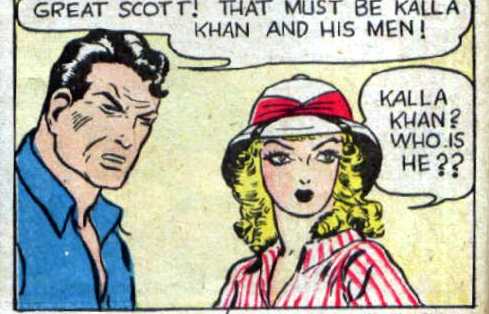 GREAT SCOTT! THAT MUST BE KALLA
KHAN AND HIS MEN!
KALLA
KHAN?
WHO IS
HE??